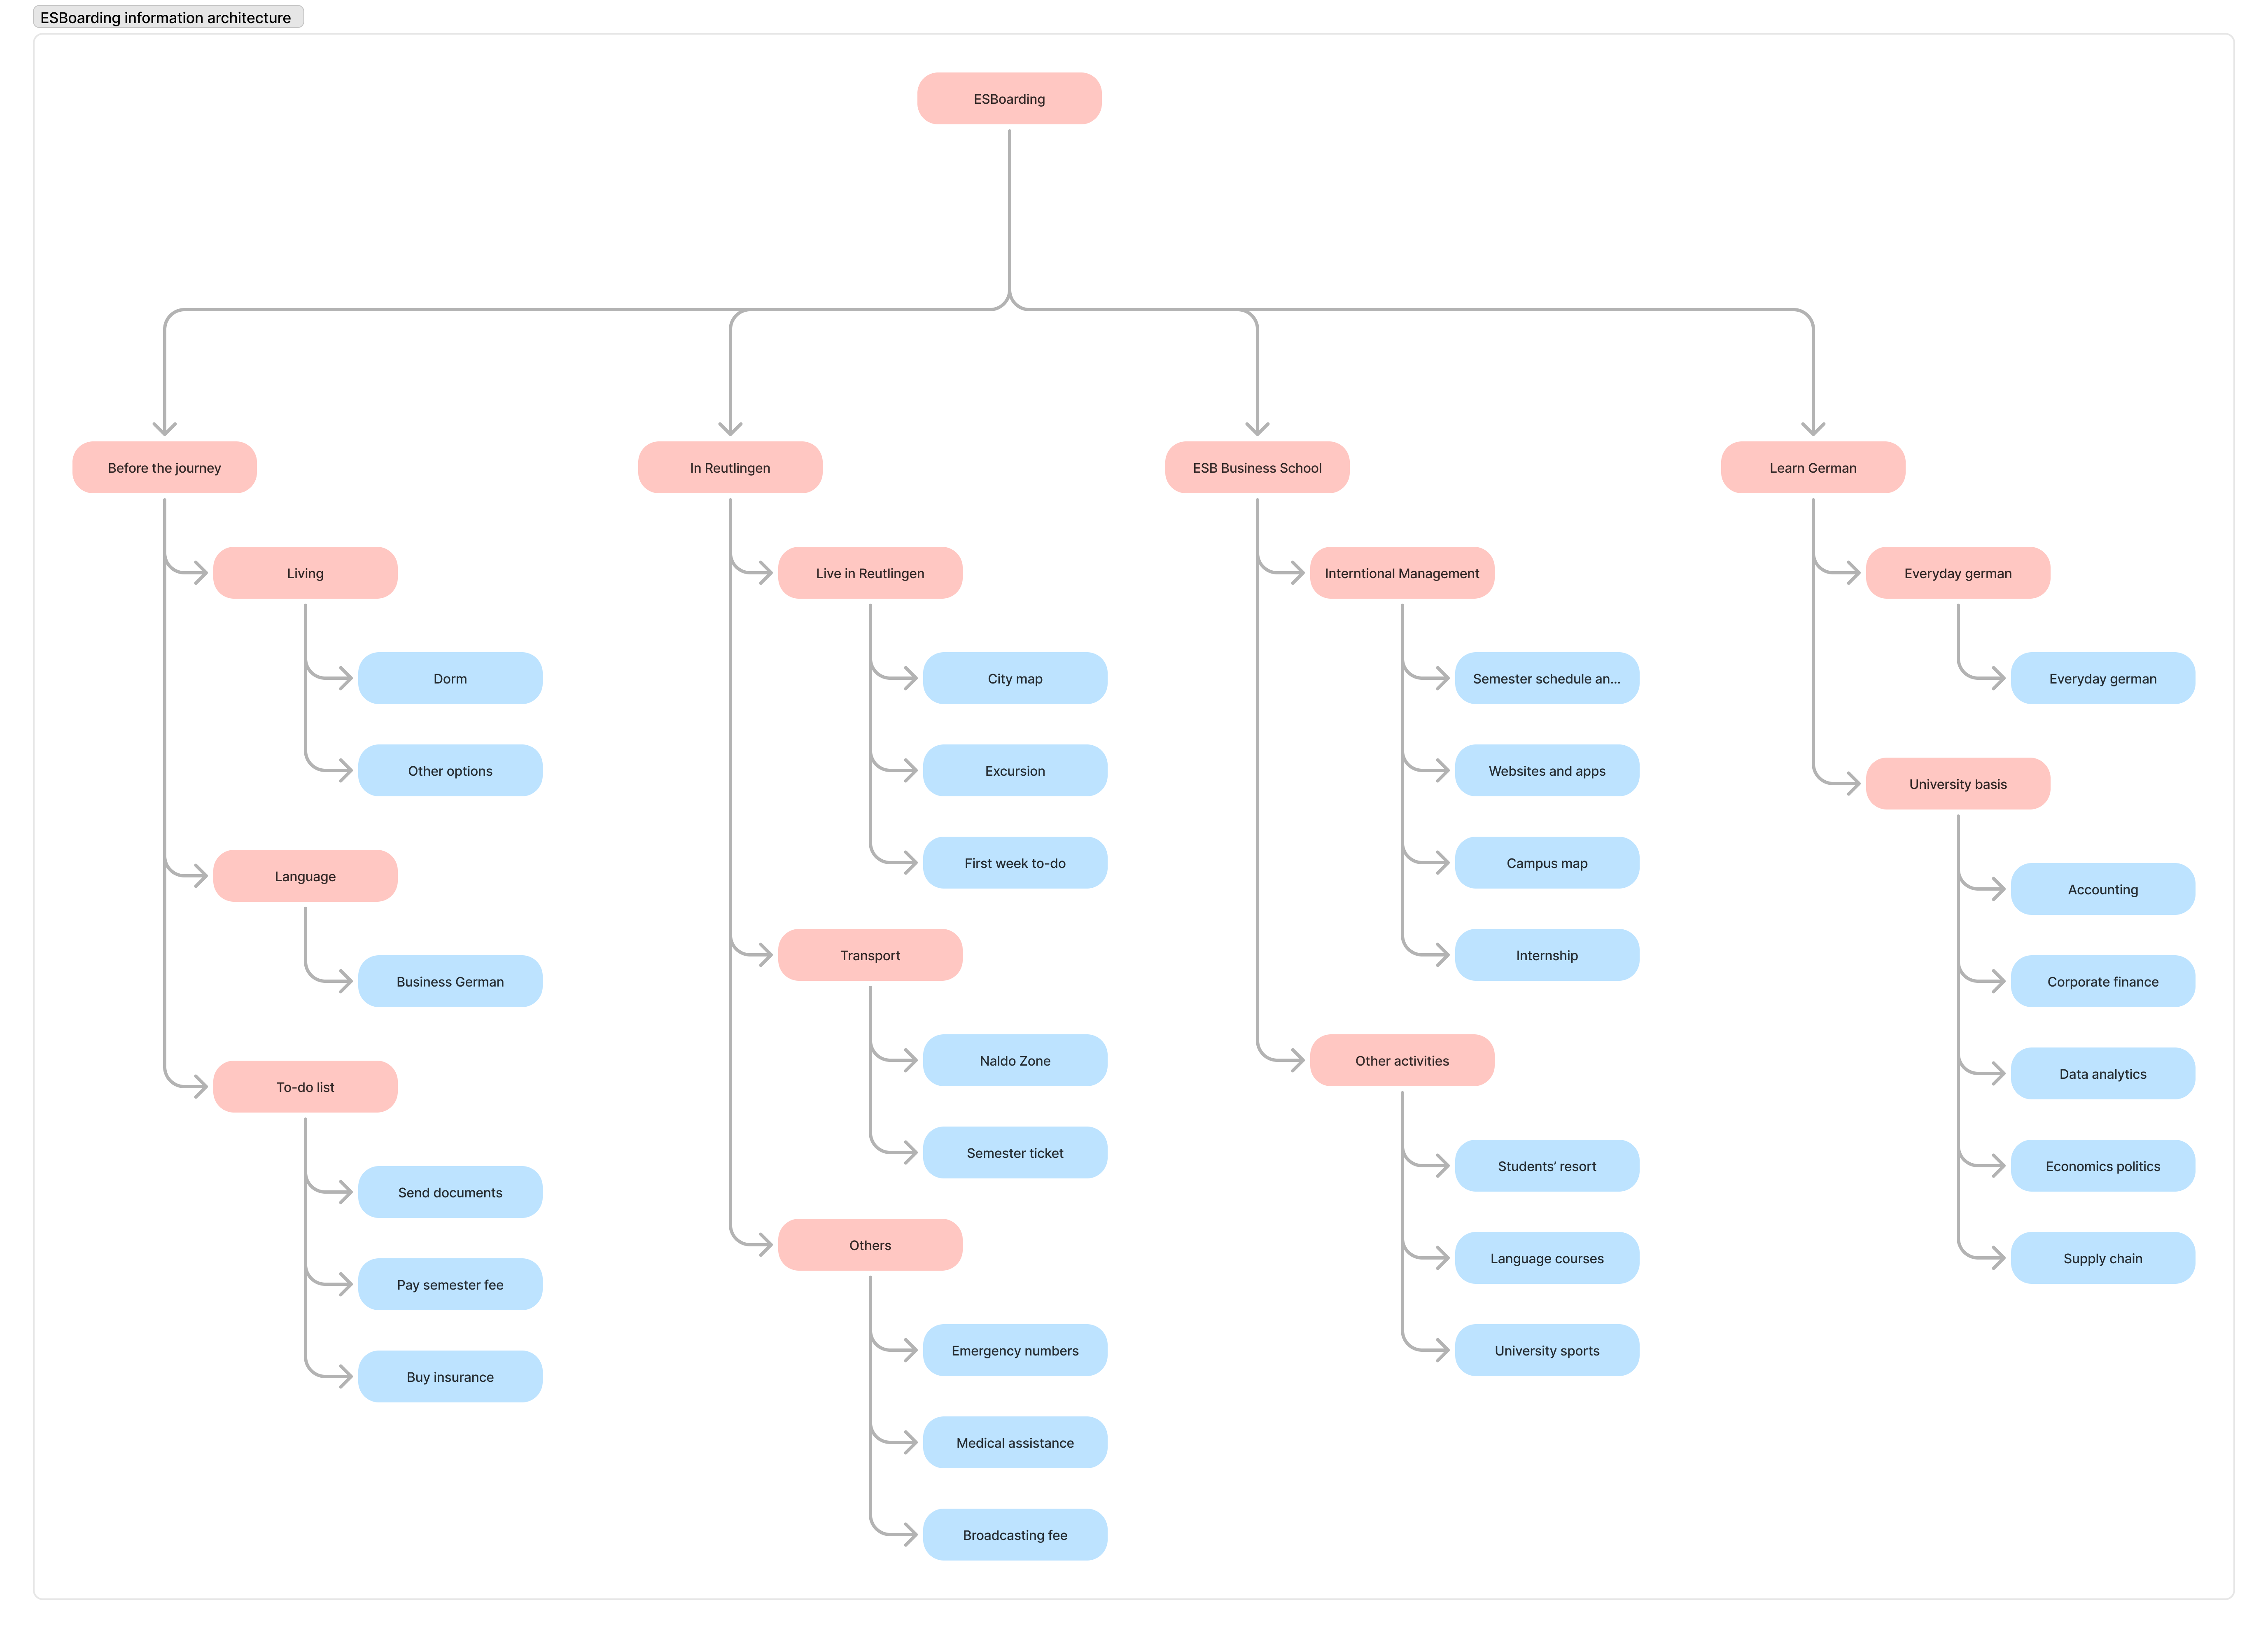 ESBoarding information architecture
ESBoarding
Before the journey
Living
Dorm
Other options
Language
Business German
To-do list
Send documents
Pay semester fee
Buy insurance
In Reutlingen
Live in Reutlingen
City map
Excursion
First week to-do
Transport
Naldo Zone
Semester ticket
Others
Emergency numbers
Medical assistance
Broadcasting fee
ESB Business School
Interntional Management
Semester schedule an...
Websites and apps
Campus map
Internship
Other activities
Students’ resort
Language courses
University sports
Learn German
Everyday german
Everyday german
University basis
Accounting
Corporate finance
Data analytics
Economics politics
Supply chain